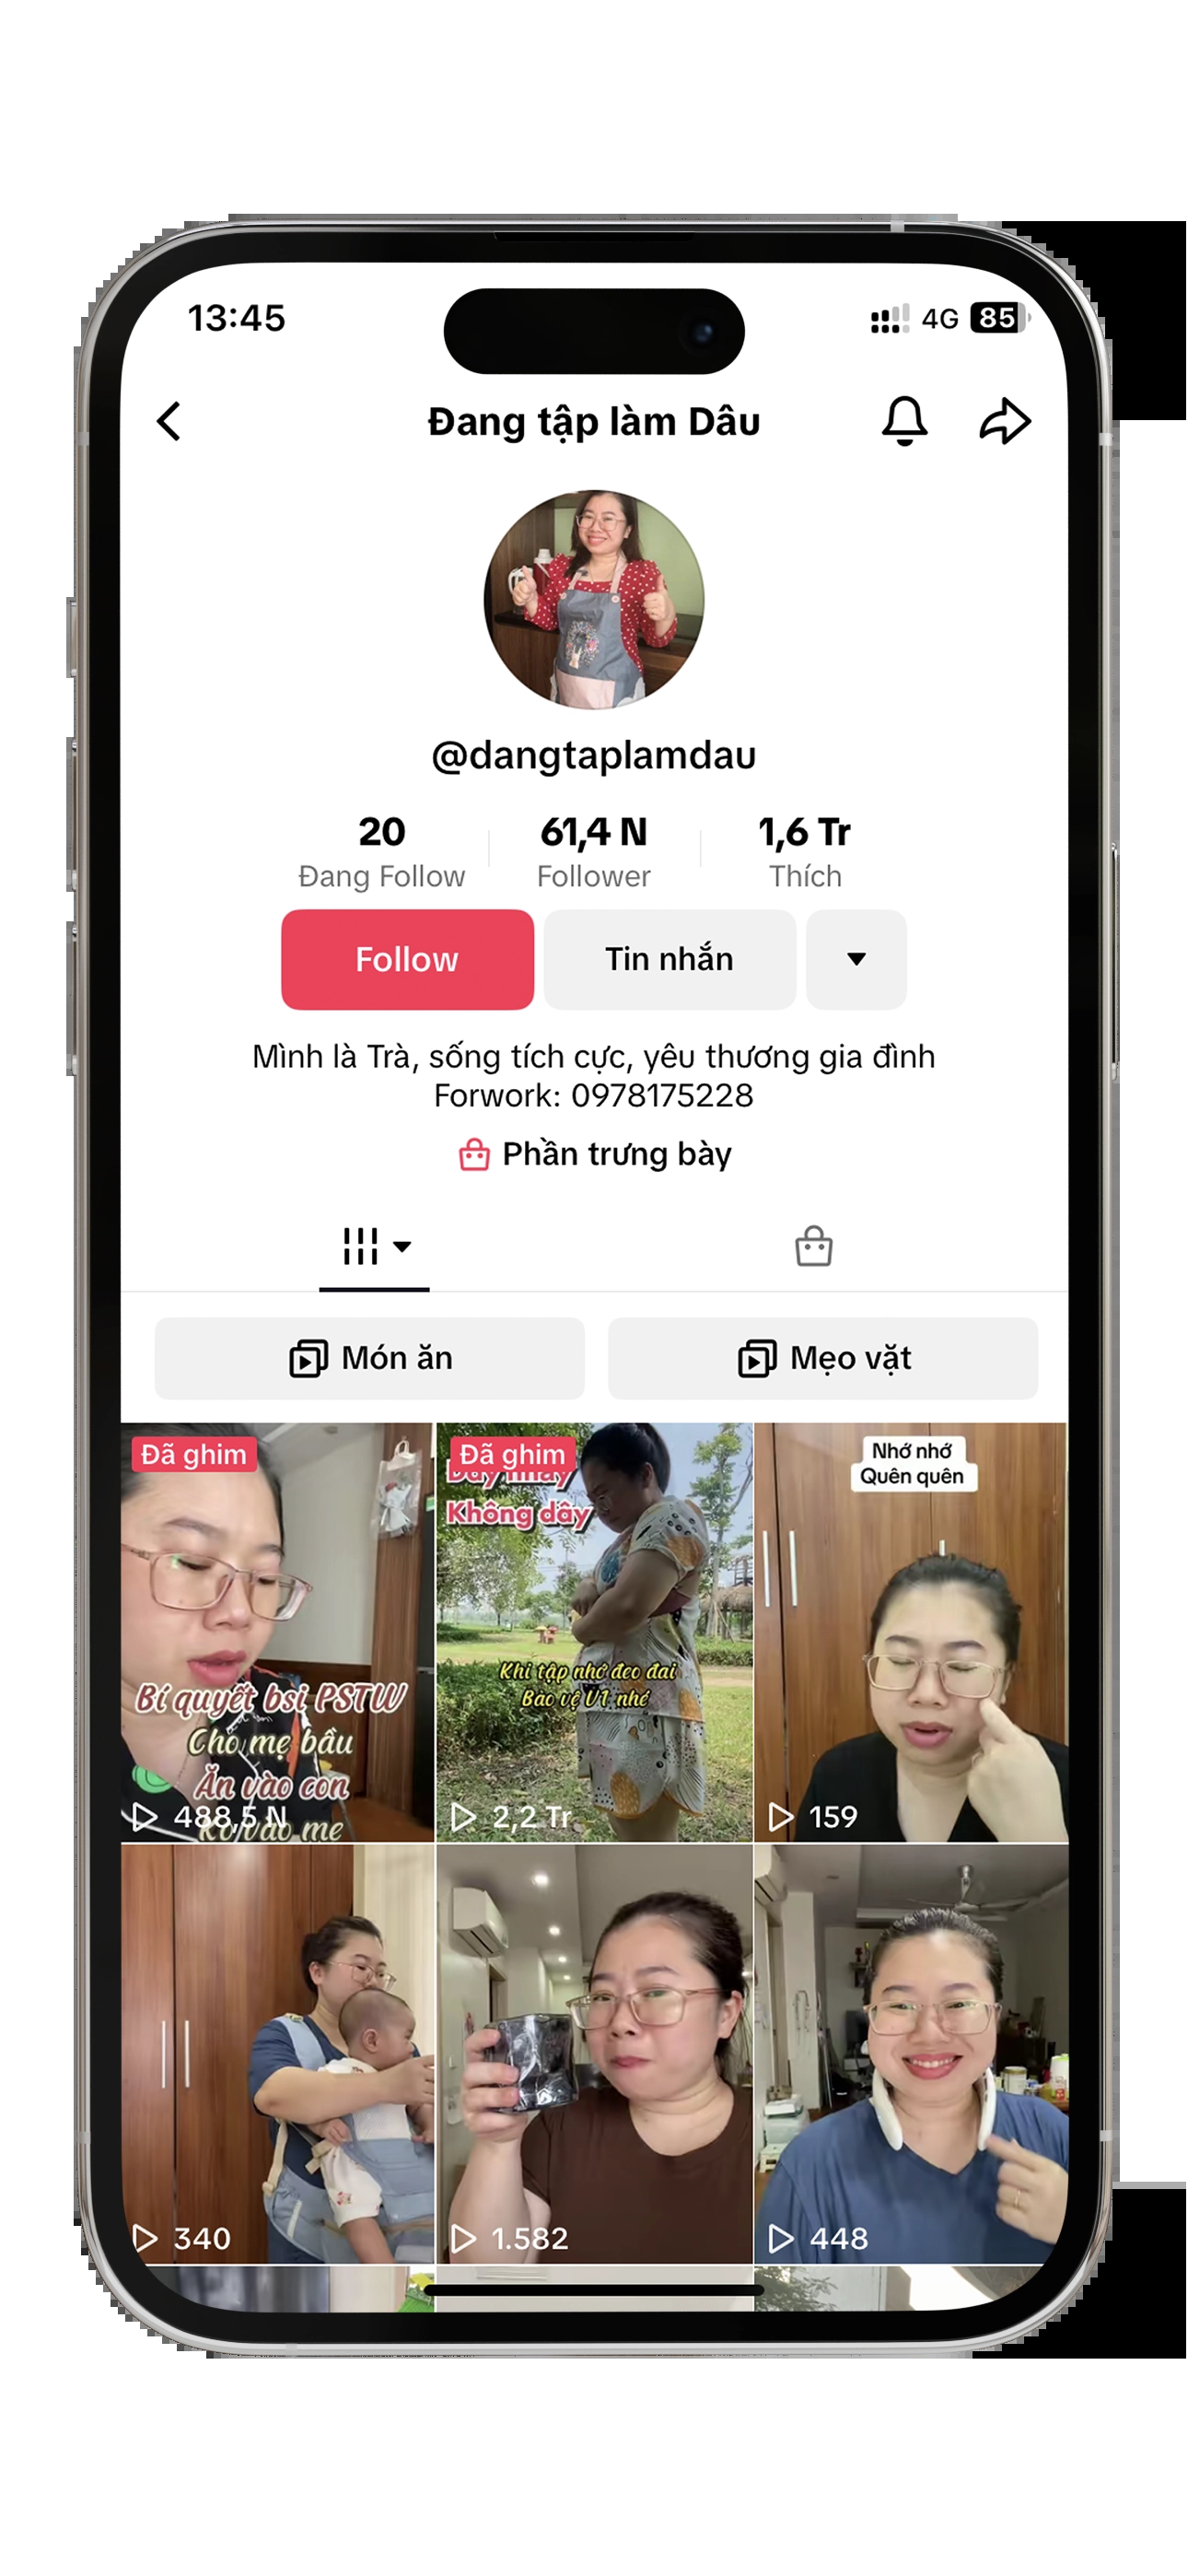 13:45
4G 85
Đang tập làm Dâu
@dangtaplamdau
20 61,4 N 1,6 Tr
Đang Follow Follower Thích
Follow Tin nhắn
Mình là Trà, sống tích cực, yêu thương gia đình
Forwork: 0978175228
Phần trưng bày
Món ăn Mẹo vặt
Đã ghim
Bí quyết bsi PSTW
Cho mẹ bầu
Ăn vào con
Ko vào mẹ
488,5 N
Đã ghim
nhảy
Không dây
Khi tập nhớ đeo đai
Bảo vệ V1 nhé
2,2 Tr
Nhớ nhớ
Quên quên
159
340
1.582
448